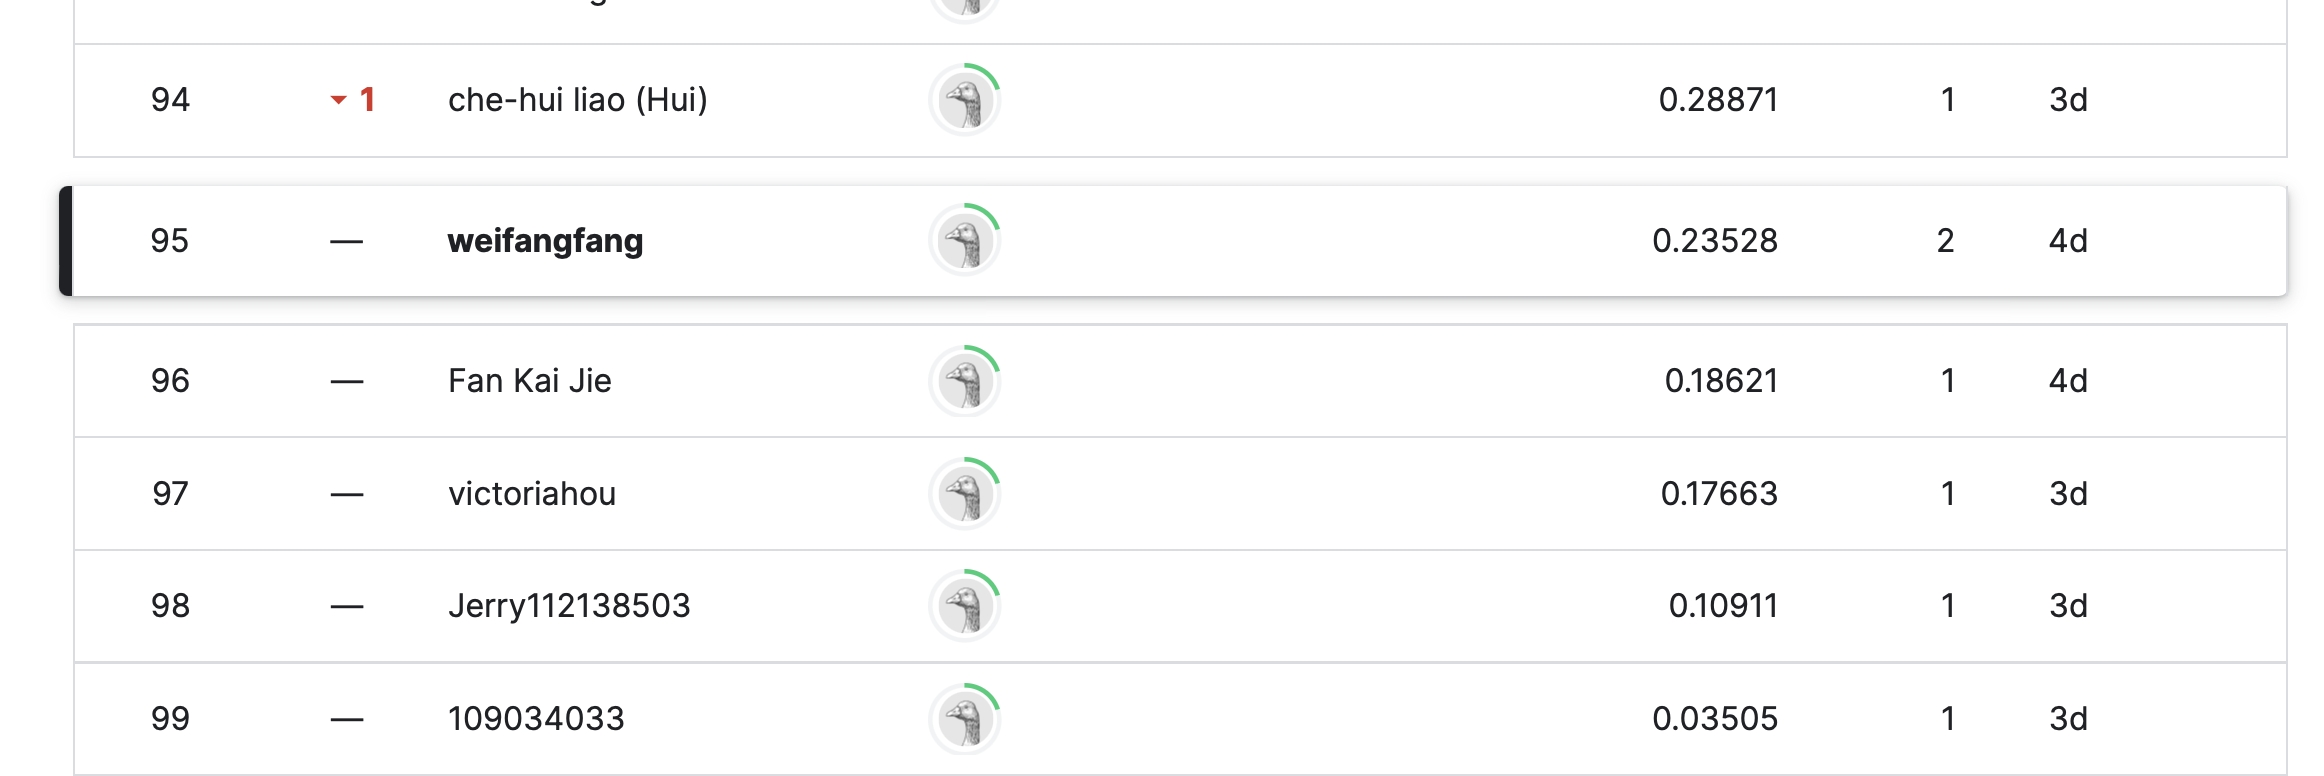 94 1 che-hui liao (Hui) 0.28871 1 3d
95 — weifangfang 0.23528 2 4d
96 — Fan Kai Jie 0.18621 1 4d
97 — victoriahou 0.17663 1 3d
98 — Jerry112138503 0.10911 1 3d
99 — 109034033 0.03505 1 3d